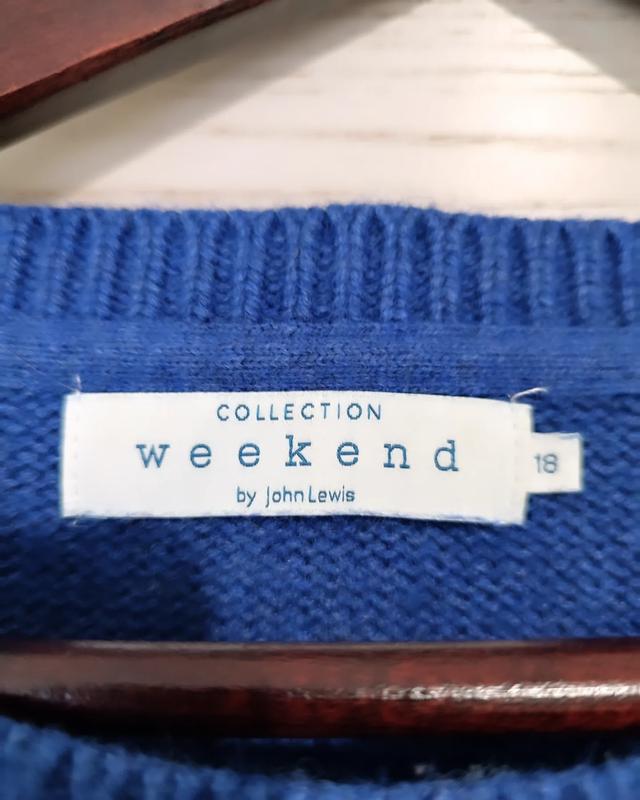 COLLECTION
weekend
by John Lewis
18